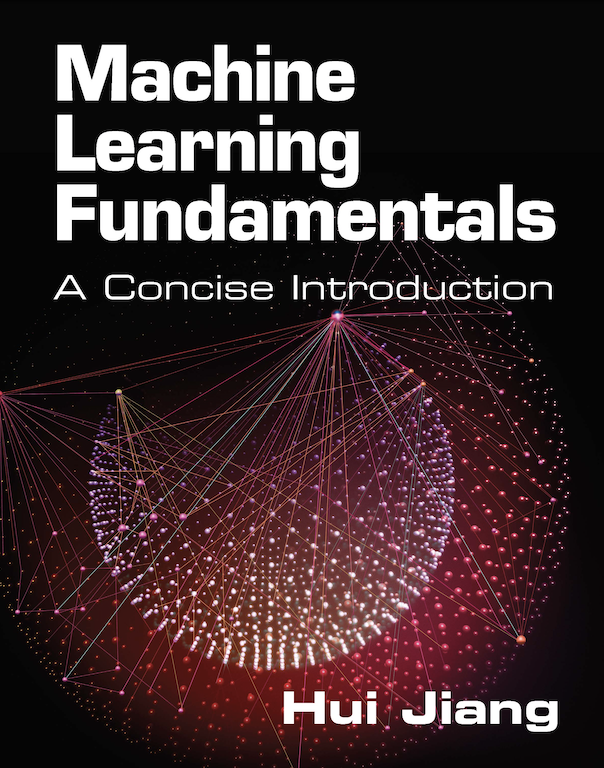 Machine
Learning
Fundamentals
A Concise Introduction
Hui Jiang